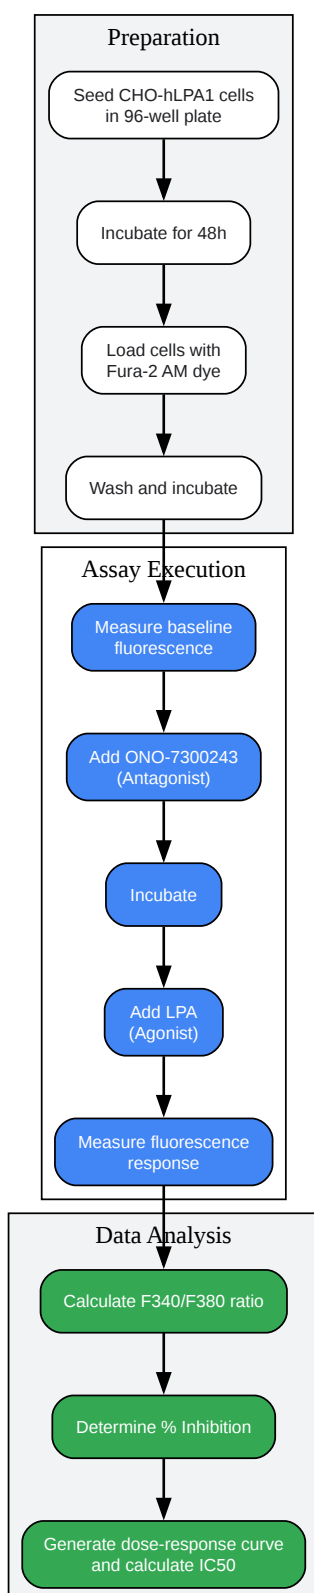 Preparation
Seed CHO-hLPA1 cells
in 96-well plate
Incubate for 48h
Load cells with
Fura-2 AM dye
Wash and incubate
Assay Execution
Measure baseline
fluorescence
Add ONO-7300243
(Antagonist)
Incubate
Add LPA
(Agonist)
Measure fluorescence
response
Data Analysis
Calculate F340/F380 ratio
Determine % Inhibition
Generate dose-response curve
and calculate IC50